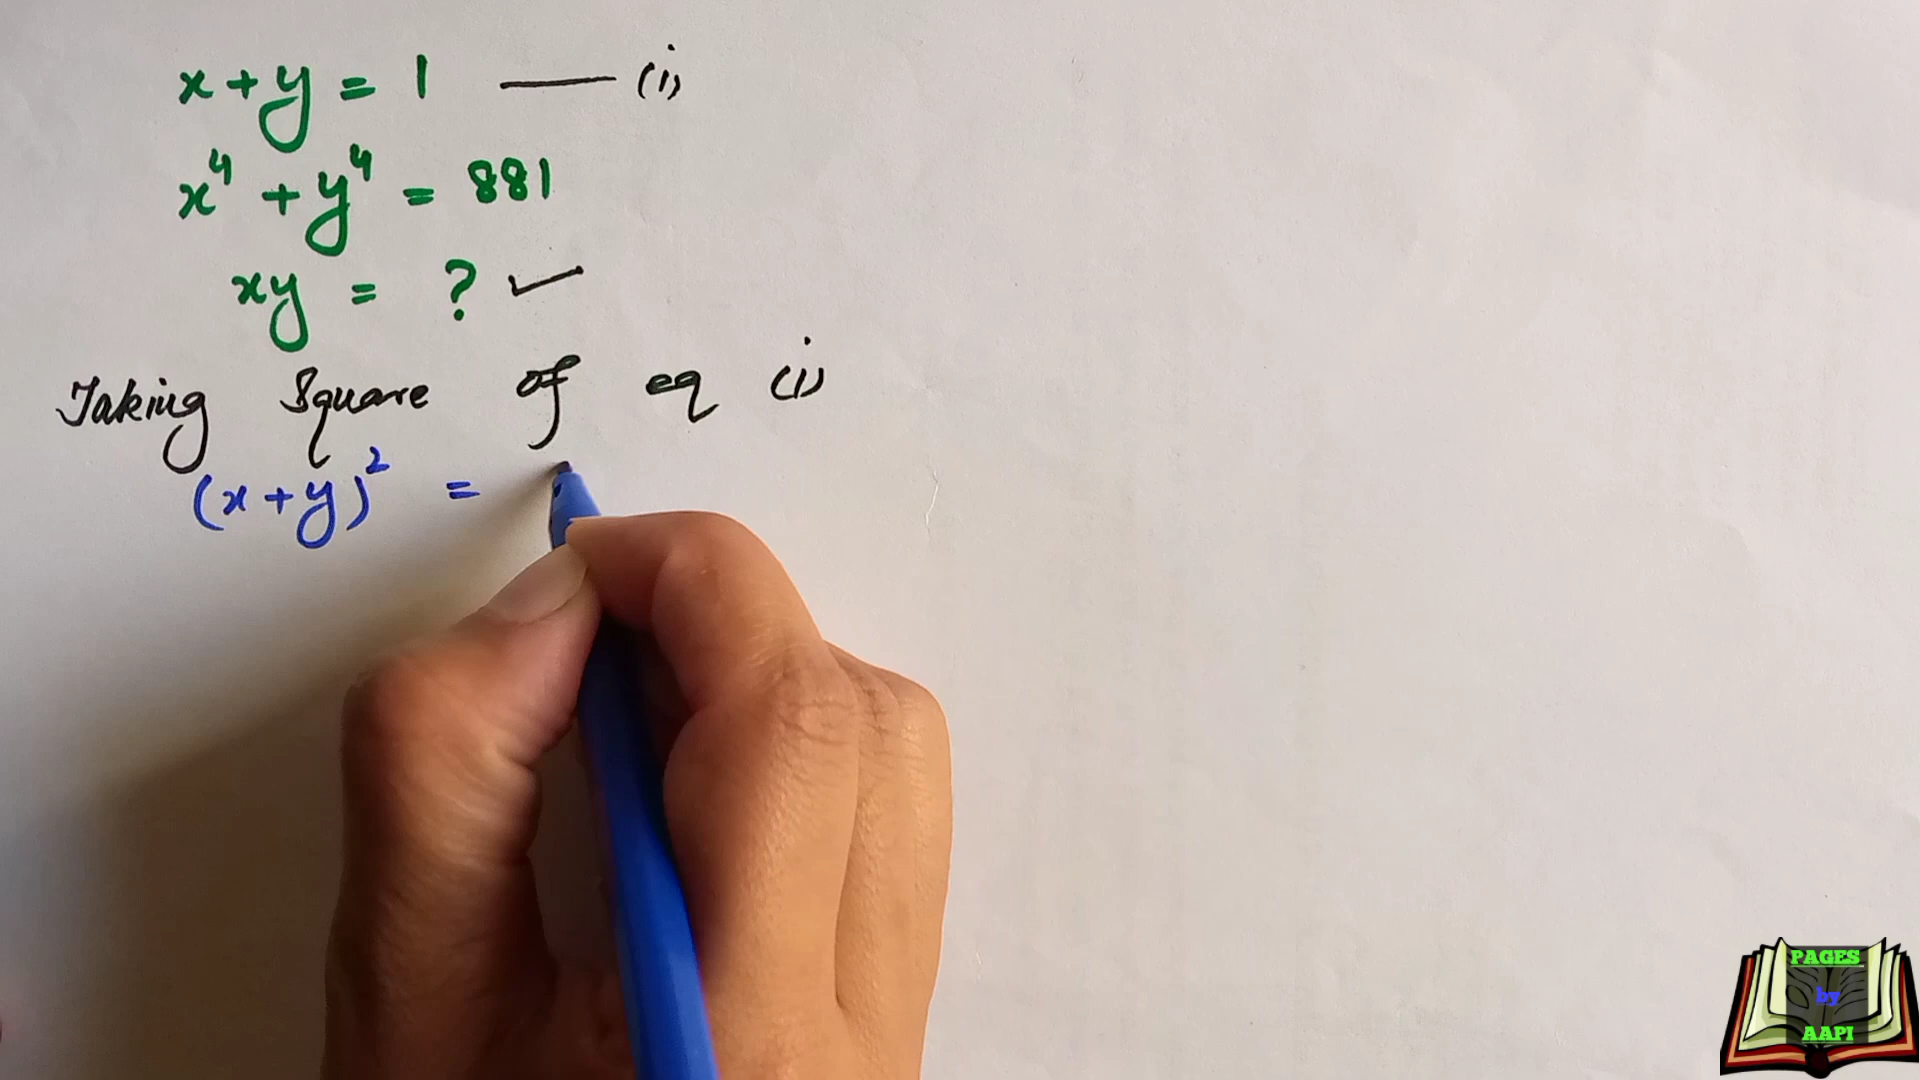 x + y = 1 —— (i)
x⁴ + y⁴ = 881
xy = ? ✓
Taking Square of eq (i)
(x + y)² =
PAGES
by
AAPI